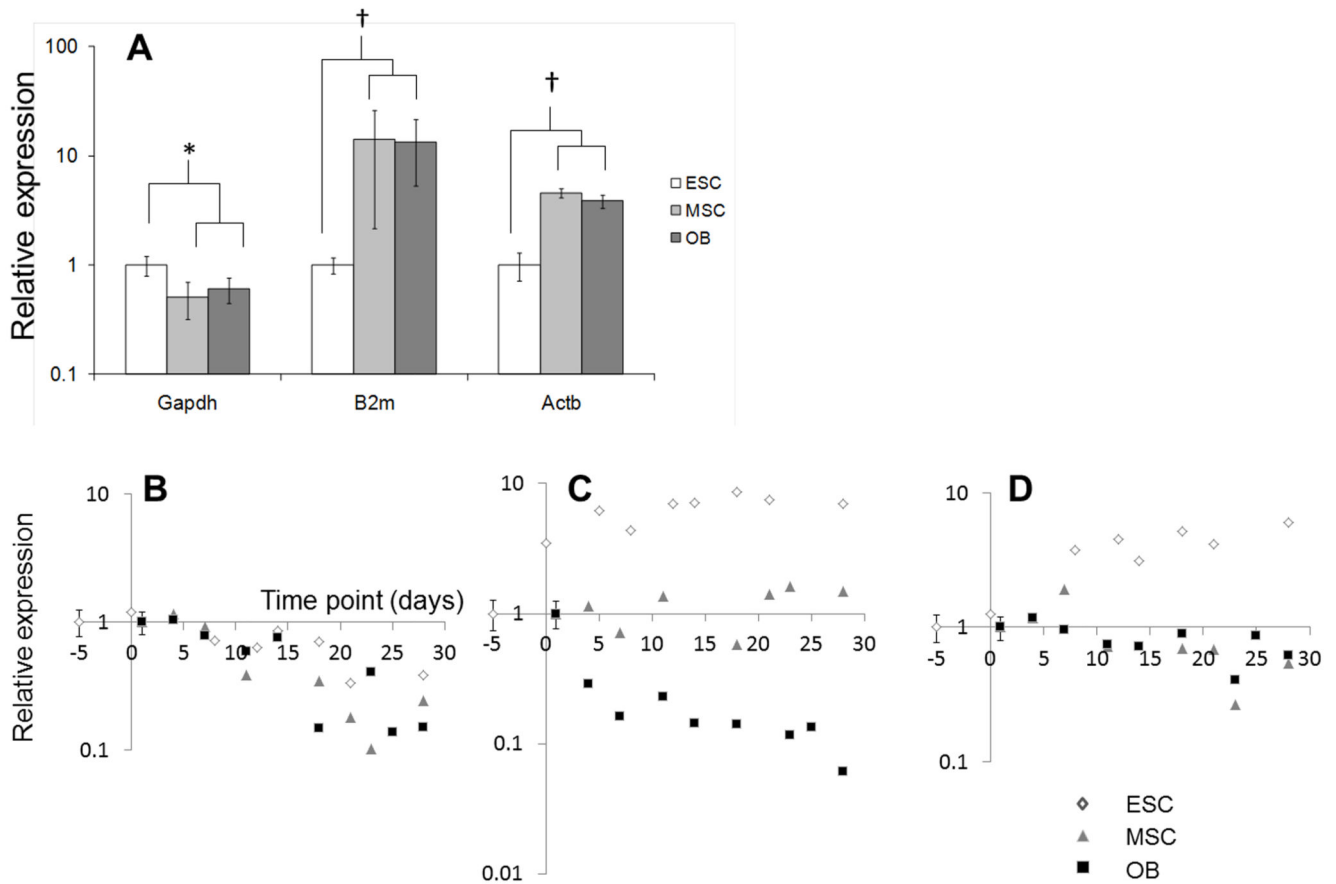 A
†
†
*
100
10
1
0.1
Relative expression
Gapdh B2m Actb
ESC
MSC
OB
B
10
1
0.1
-5 0 5 10 15 20 25 30
Time point (days)
Relative expression
C
10
1
0.1
0.01
-5 0 5 10 15 20 25 30
D
10
1
0.1
-5 0 5 10 15 20 25 30
ESC
MSC
OB